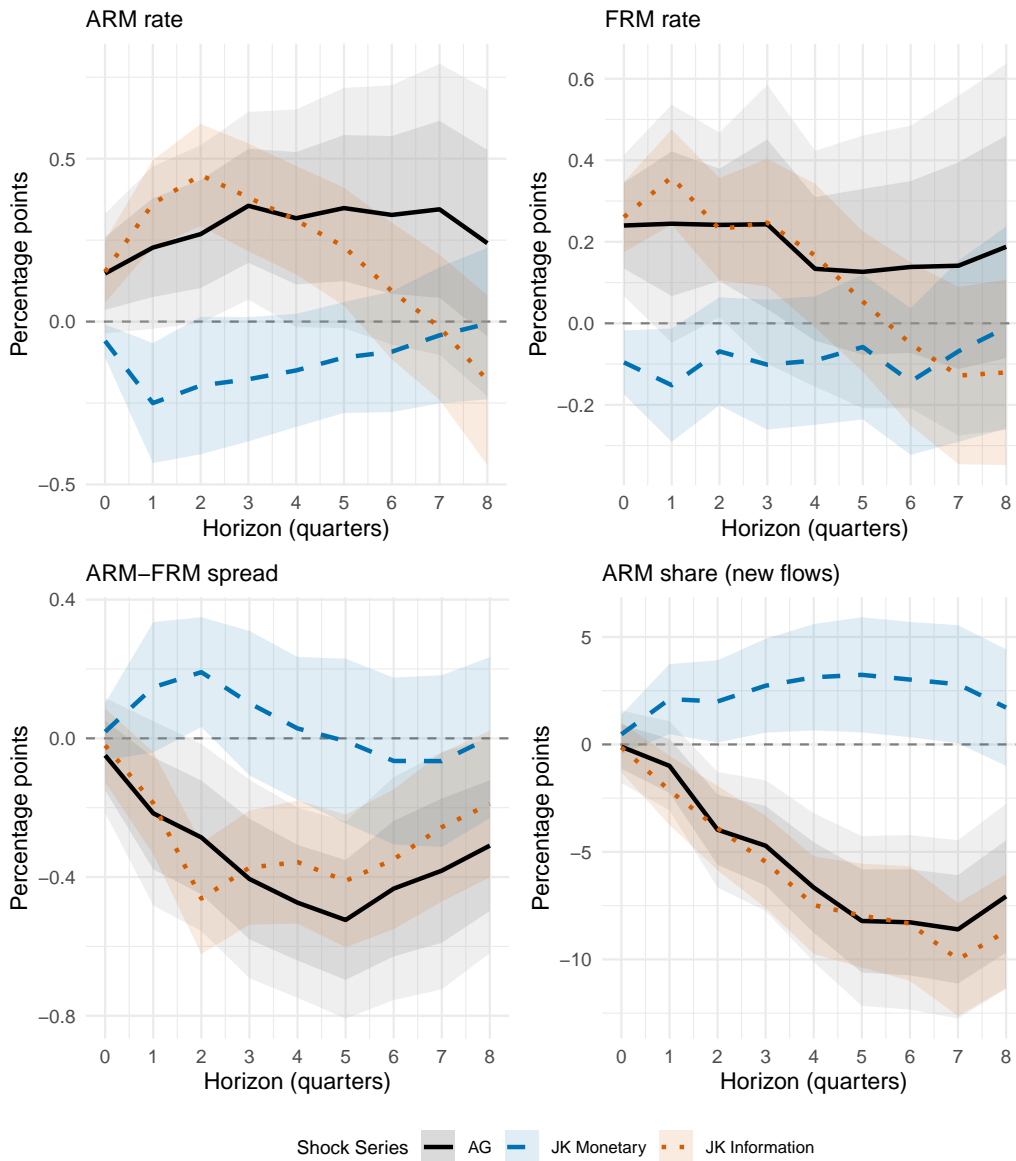 ARM rate
FRM rate
Percentage points
0.5
0.0
−0.5
0 1 2 3 4 5 6 7 8
Horizon (quarters)
Percentage points
0.6
0.4
0.2
0.0
−0.2
0 1 2 3 4 5 6 7 8
Horizon (quarters)
ARM−FRM spread
ARM share (new flows)
Percentage points
0.4
0.0
−0.4
−0.8
0 1 2 3 4 5 6 7 8
Horizon (quarters)
Percentage points
5
0
−5
−10
0 1 2 3 4 5 6 7 8
Horizon (quarters)
Shock Series AG JK Monetary JK Information